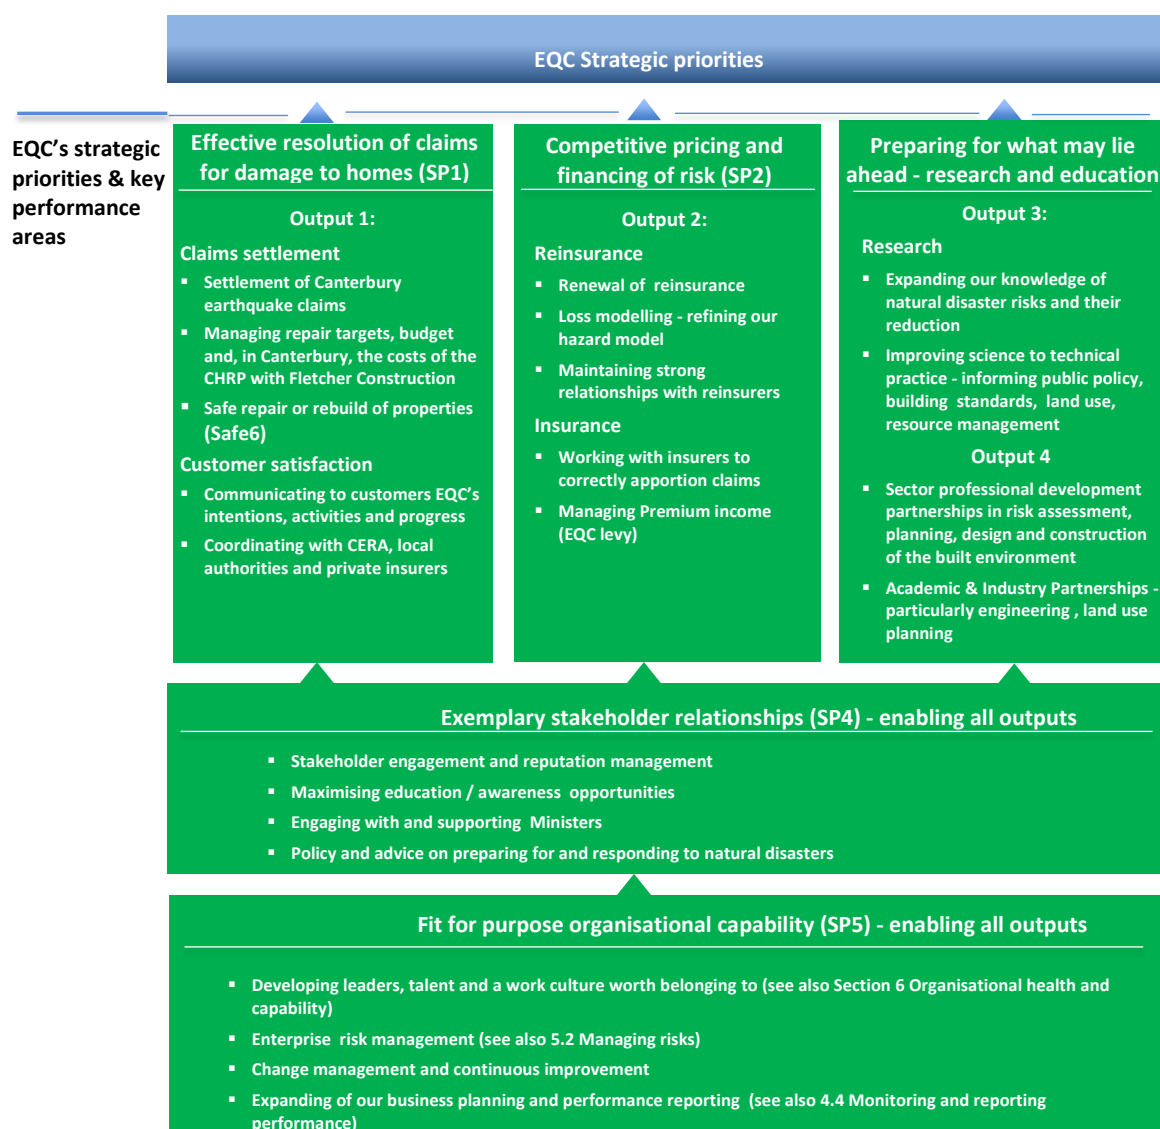 EQC Strategic priorities
EQC's strategic
priorities & key
performance
areas
Effective resolution of claims
for damage to homes (SP1)
Output 1:
Claims settlement
▪ Settlement of Canterbury
earthquake claims
▪ Managing repair targets, budget
and, in Canterbury, the costs of the
CHRP with Fletcher Construction
▪ Safe repair or rebuild of properties
(Safe6)
Customer satisfaction
▪ Communicating to customers EQC's
intentions, activities and progress
▪ Coordinating with CERA, local
authorities and private insurers
Competitive pricing and
financing of risk (SP2)
Output 2:
Reinsurance
▪ Renewal of reinsurance
▪ Loss modelling - refining our
hazard model
▪ Maintaining strong
relationships with reinsurers
Insurance
▪ Working with insurers to
correctly apportion claims
▪ Managing Premium income
(EQC levy)
Preparing for what may lie
ahead - research and education
Output 3:
Research
▪ Expanding our knowledge of
natural disaster risks and their
reduction
▪ Improving science to technical
practice - informing public policy,
building standards, land use,
resource management
Output 4
▪ Sector professional development
partnerships in risk assessment,
planning, design and construction
of the built environment
▪ Academic & Industry Partnerships -
particularly engineering , land use
planning
Exemplary stakeholder relationships (SP4) - enabling all outputs
▪ Stakeholder engagement and reputation management
▪ Maximising education / awareness opportunities
▪ Engaging with and supporting Ministers
▪ Policy and advice on preparing for and responding to natural disasters
Fit for purpose organisational capability (SP5) - enabling all outputs
▪ Developing leaders, talent and a work culture worth belonging to (see also Section 6 Organisational health and
capability)
▪ Enterprise risk management (see also 5.2 Managing risks)
▪ Change management and continuous improvement
▪ Expanding of our business planning and performance reporting (see also 4.4 Monitoring and reporting
performance)